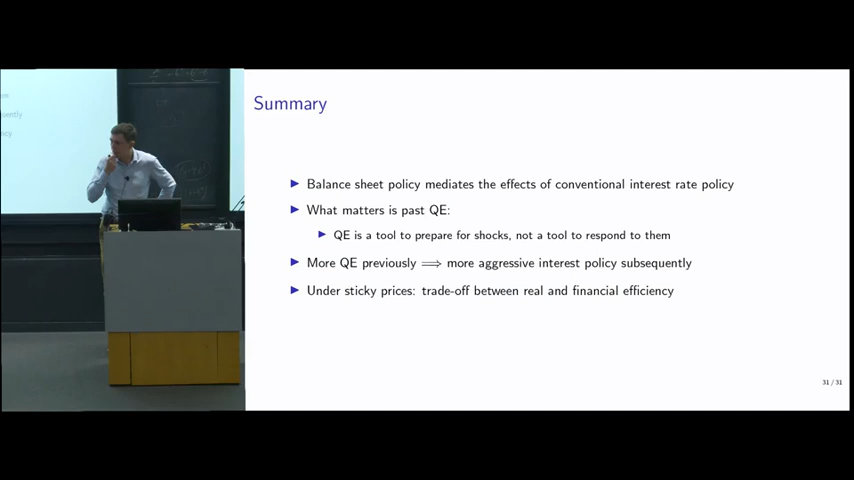 Summary
Balance sheet policy mediates the effects of conventional interest rate policy
What matters is past QE:
QE is a tool to prepare for shocks, not a tool to respond to them
More QE previously ⟹ more aggressive interest policy subsequently
Under sticky prices: trade-off between real and financial efficiency
31 / 31